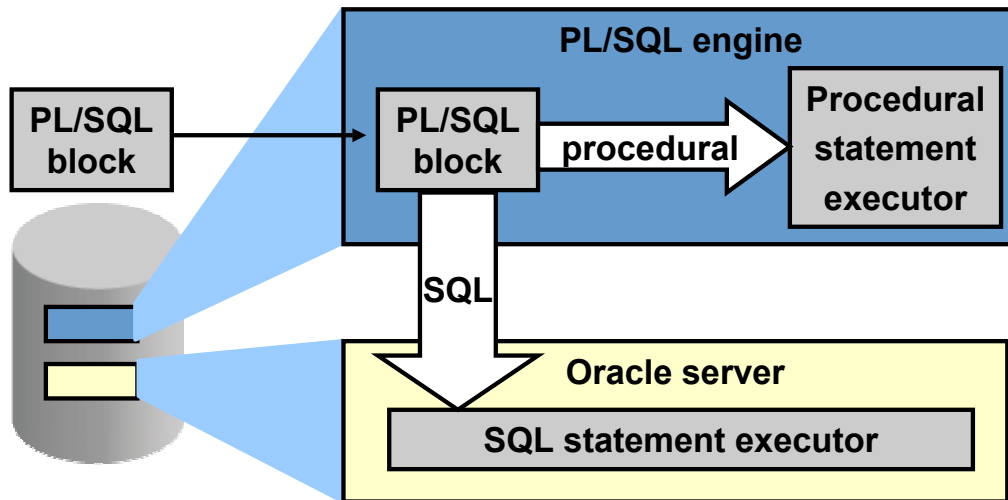 PL/SQL engine
PL/SQL
block
PL/SQL
block
procedural
Procedural
statement
executor
SQL
Oracle server
SQL statement executor